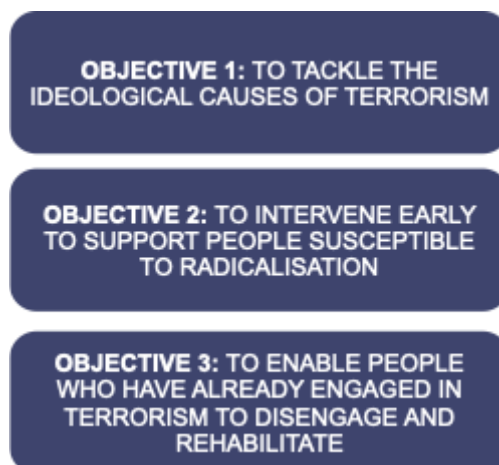 OBJECTIVE 1: TO TACKLE THE
IDEOLOGICAL CAUSES OF TERRORISM
OBJECTIVE 2: TO INTERVENE EARLY
TO SUPPORT PEOPLE SUSCEPTIBLE
TO RADICALISATION
OBJECTIVE 3: TO ENABLE PEOPLE
WHO HAVE ALREADY ENGAGED IN
TERRORISM TO DISENGAGE AND
REHABILITATE